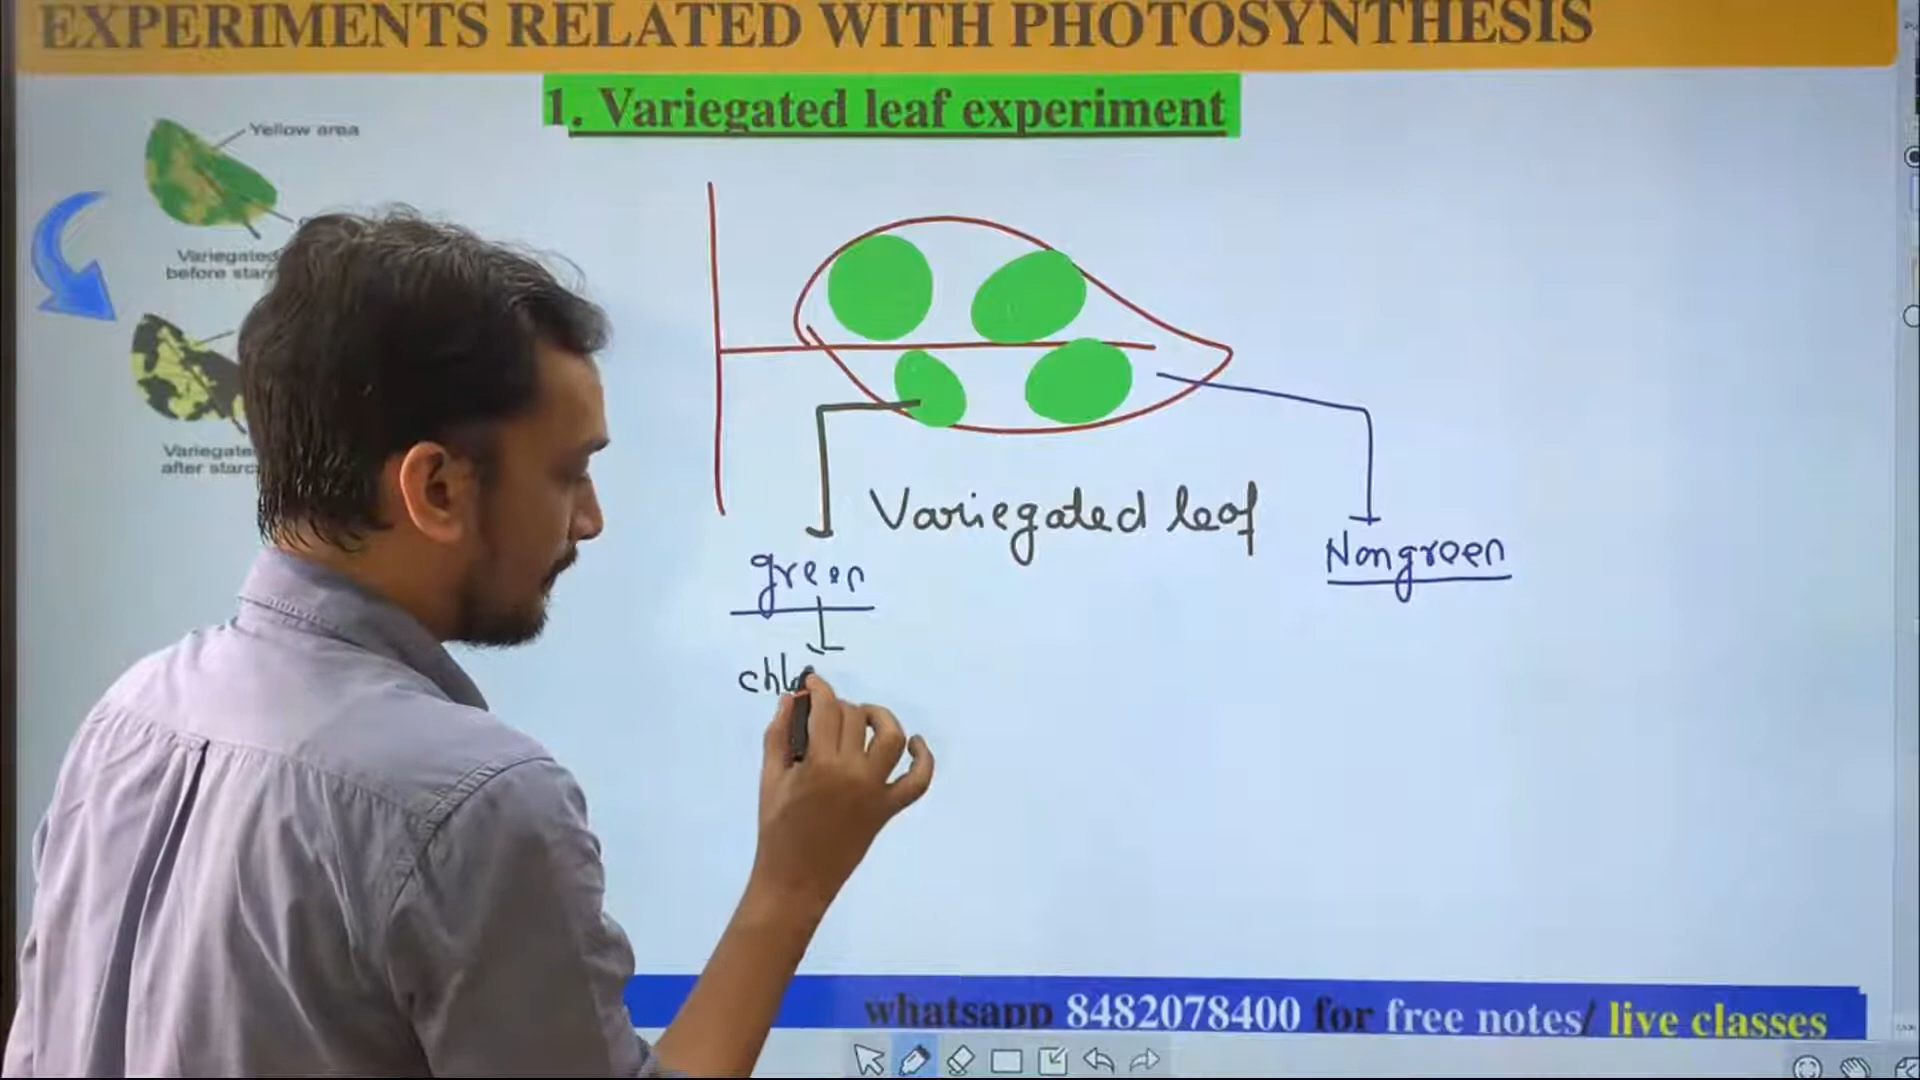 EXPERIMENTS RELATED WITH PHOTOSYNTHESIS
1. Variegated leaf experiment
Yellow area
Variegated
before star
Variegate
after starc
Variegated leaf
green
Nongreen
chlo
whatsapp 8482078400 for free notes/ live classes